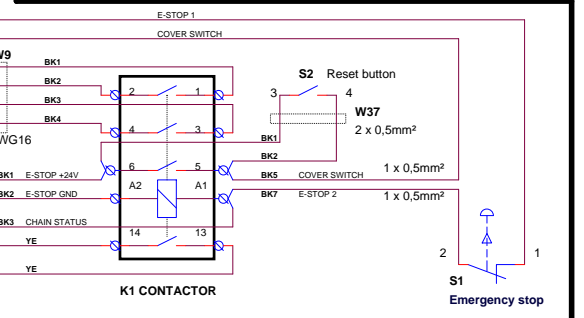 E-STOP 1
COVER SWITCH
W9
BK1
BK2
BK3
BK4
WG16
2 1
4 3
6 5
A2 A1
14 13
S2 Reset button
3 4
W37
2 x 0,5mm²
BK1
BK2
BK1 E-STOP +24V
BK5 COVER SWITCH 1 x 0,5mm²
BK2 E-STOP GND
BK7 E-STOP 2 1 x 0,5mm²
BK3 CHAIN STATUS
YE
YE
2 1
S1
Emergency stop
K1 CONTACTOR